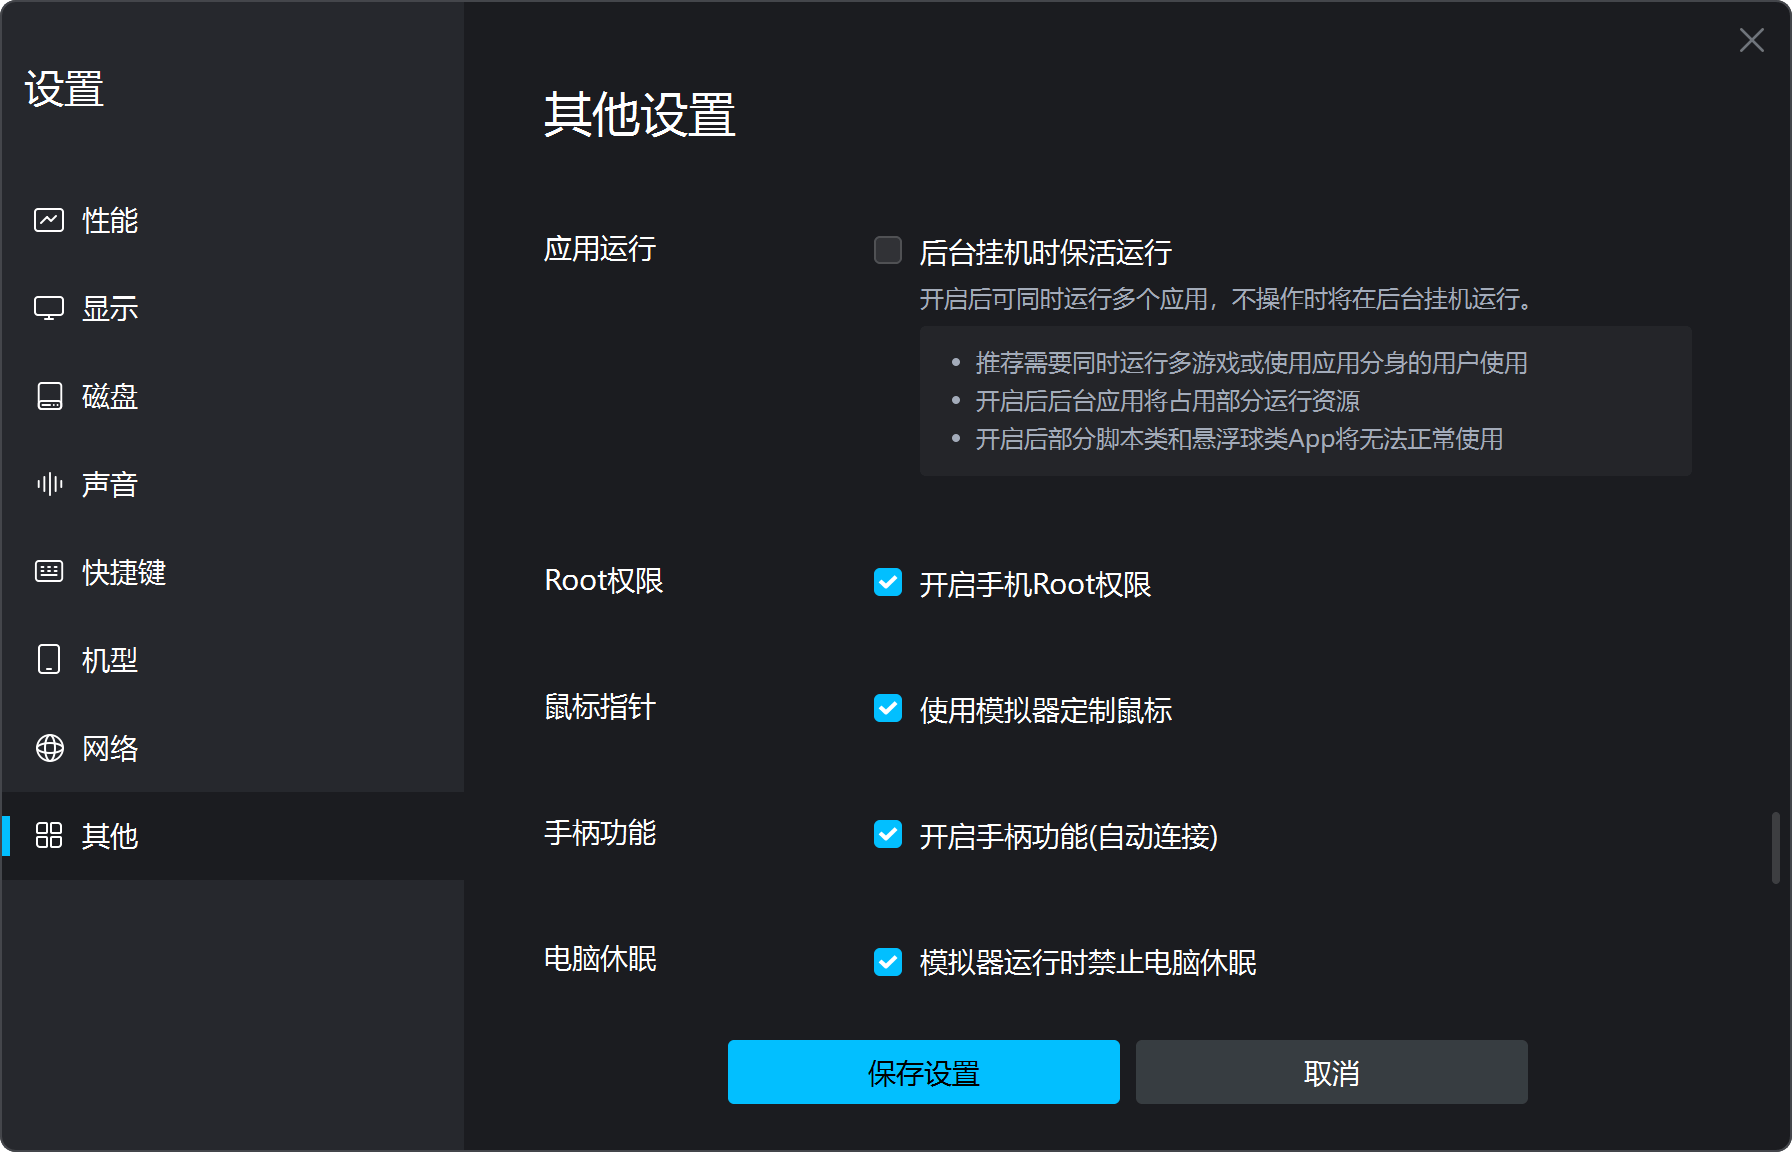 设置
性能
显示
磁盘
声音
快捷键
机型
网络
其他
其他设置
应用运行
后台挂机时保活运行
开启后可同时运行多个应用，不操作时将在后台挂机运行。
• 推荐需要同时运行多游戏或使用应用分身的用户使用
• 开启后后台应用将占用部分运行资源
• 开启后部分脚本类和悬浮球类App将无法正常使用
Root权限
开启手机Root权限
鼠标指针
使用模拟器定制鼠标
手柄功能
开启手柄功能(自动连接)
电脑休眠
模拟器运行时禁止电脑休眠
保存设置
取消